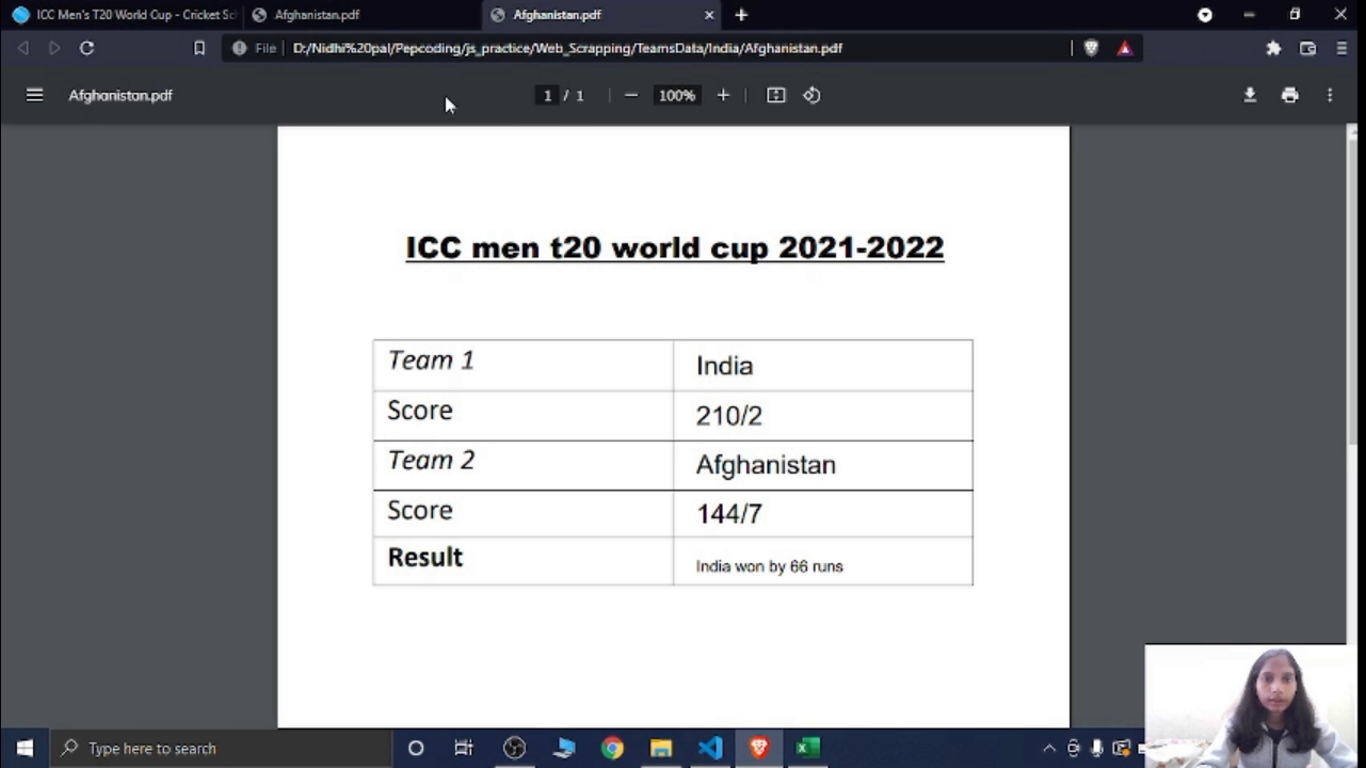 ICC Men's T20 World Cup - Cricket Sc
Afghanistan.pdf
Afghanistan.pdf
File
D:/Nidhi%20pal/Pepcoding/js_practice/Web_Scrapping/TeamsData/India/Afghanistan.pdf
Afghanistan.pdf
1 / 1
100%
ICC men t20 world cup 2021-2022
Team 1 India
Score 210/2
Team 2 Afghanistan
Score 144/7
Result India won by 66 runs
Type here to search